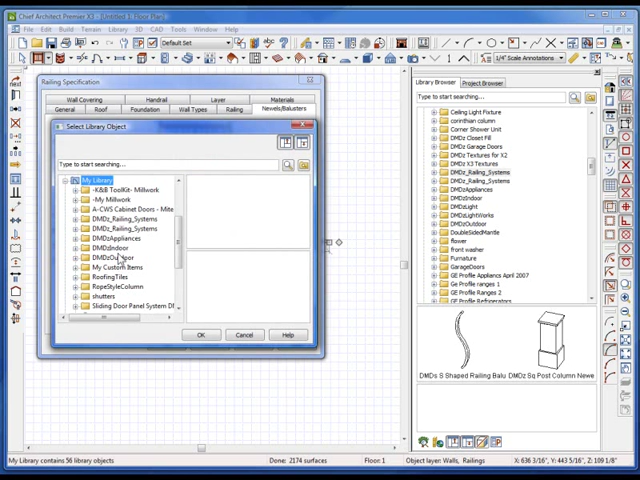 Chief Architect Premier X3 - [Untitled 1: Floor Plan]
File Edit Build Terrain Library 3D CAD Tools Window Help
Default Set
1/4" Scale Annotations
Railing Specification
Wall Covering Handrail Layer Materials
General Roof Foundation Wall Types Railing Newels/Balusters
Select Library Object
Type to start searching...
My Library
-K&B ToolKit- Millwork
-My Millwork
A-CWS Cabinet Doors - Mite
DMDz_Railing_Systems
DMDz_Railing_Systems
DMDzAppliances
DMDzIndoor
DMDzOutdoor
My Custom Items
RoofingTiles
RopeStyleColumn
shutters
Sliding Door Panel System D
OK Cancel Help
Library Browser Project Browser
Type to start searching...
Ceiling Light Fixture
corinthian column
Corner Shower Unit
DMDz Closet Fill
DMDz Garage Doors
DMDz Textures for X2
DMDz X3 Textures
DMDz_Railing_Systems
DMDz_Railing_Systems
DMDzAppliances
DMDzIndoor
DMDzLight
DMDzLightWorks
DMDzOutdoor
DoubleSidedMantle
flower
front washer
Furnature
GarageDoors
GE Profile Appliances April 2007
GE Profile Ranges 1
GE Profile Ranges 2
GE Profile Refrigerators
DMDs S Shaped Railing Balu DMDz Sq Post Column Newe
My Library contains 56 library objects Done: 2174 surfaces Floor: 1 Object layer: Walls, Railings X: 636 3/16", Y: 443 5/16", Z: 109 1/8"